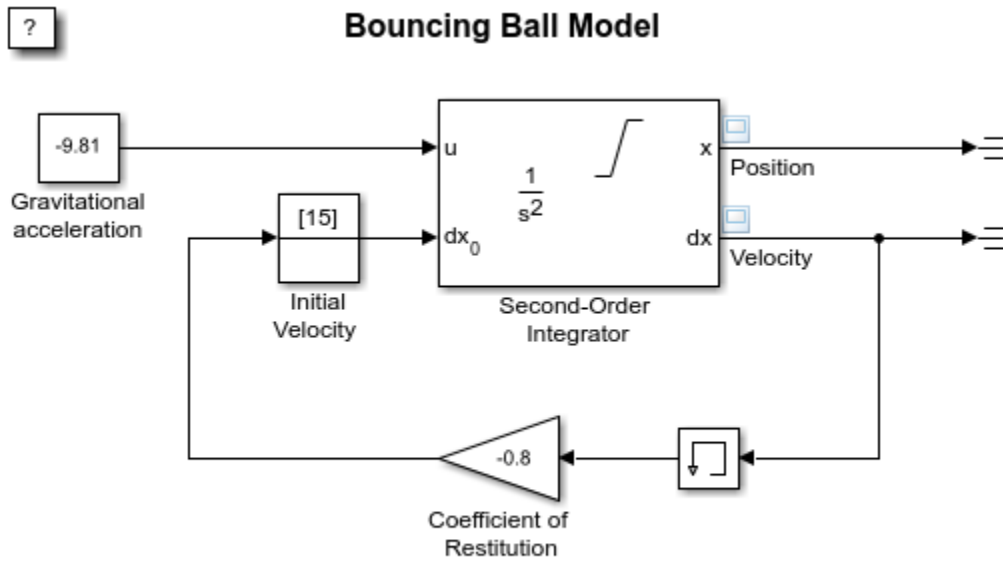 ?
Bouncing Ball Model
-9.81
Gravitational
acceleration
[15]
Initial
Velocity
u
dx0
1
s2
x
dx
Second-Order
Integrator
Position
Velocity
-0.8
Coefficient of
Restitution